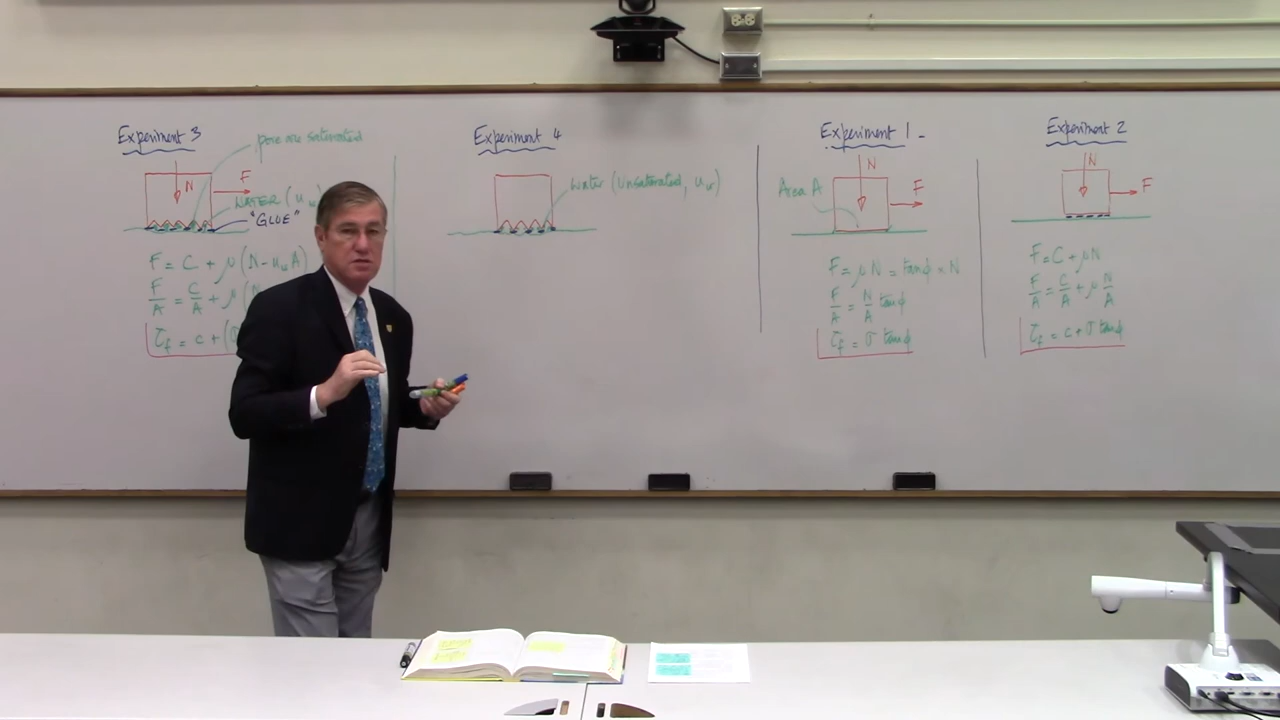 Experiment 3
pore are saturated
N
F
WATER (u
"GLUE"
F = C + μ (N - u_w A)
F/A = C/A + μ (N
τ_f = c + (σ
Experiment 4
Water (Unsaturated, u_w)
Experiment 1
N
Area A
F
F = μ N = tanϕ × N
F/A = N/A tanϕ
τ_f = σ tanϕ
Experiment 2
N
F
F = C + μN
F/A = C/A + μ N/A
τ_f = c + σ tanϕ